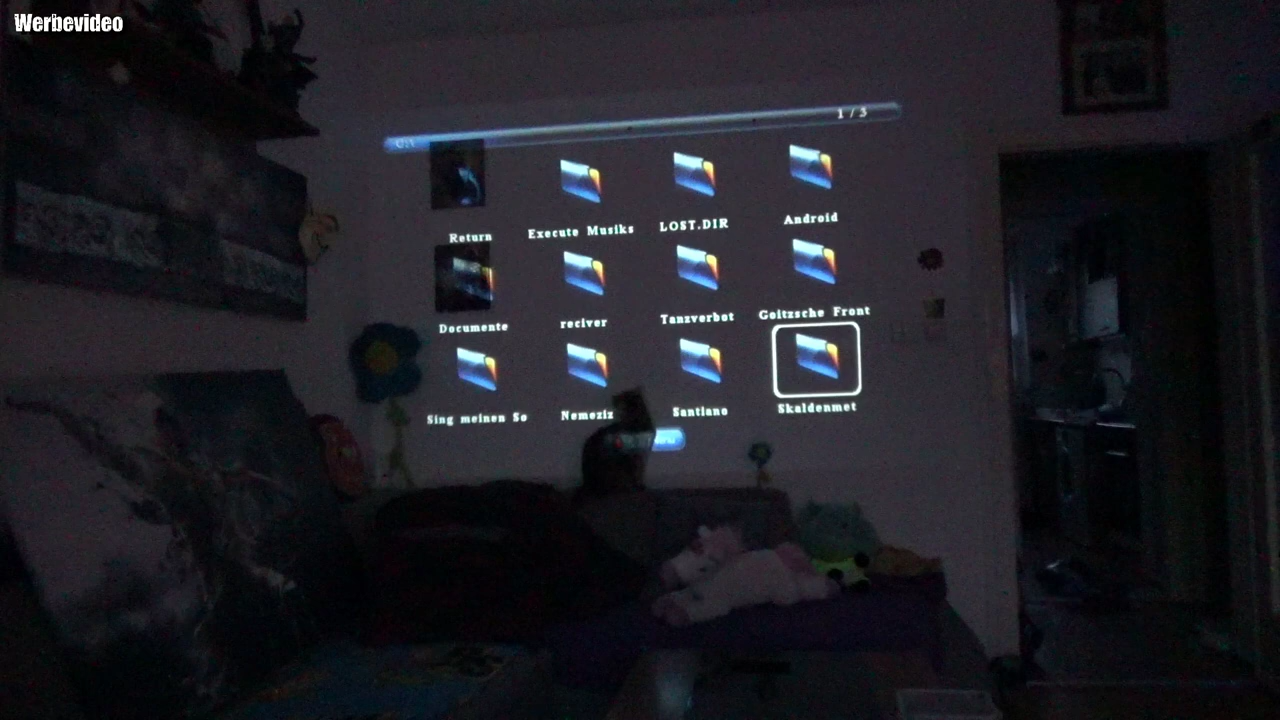 Werbevideo
1 / 3
C:\
Return
Execute Musiks
LOST.DIR
Android
Documente
reciver
Tanzverbot
Goitzsche Front
Sing meinen So
Nemeziz
Santiano
Skaldenmet